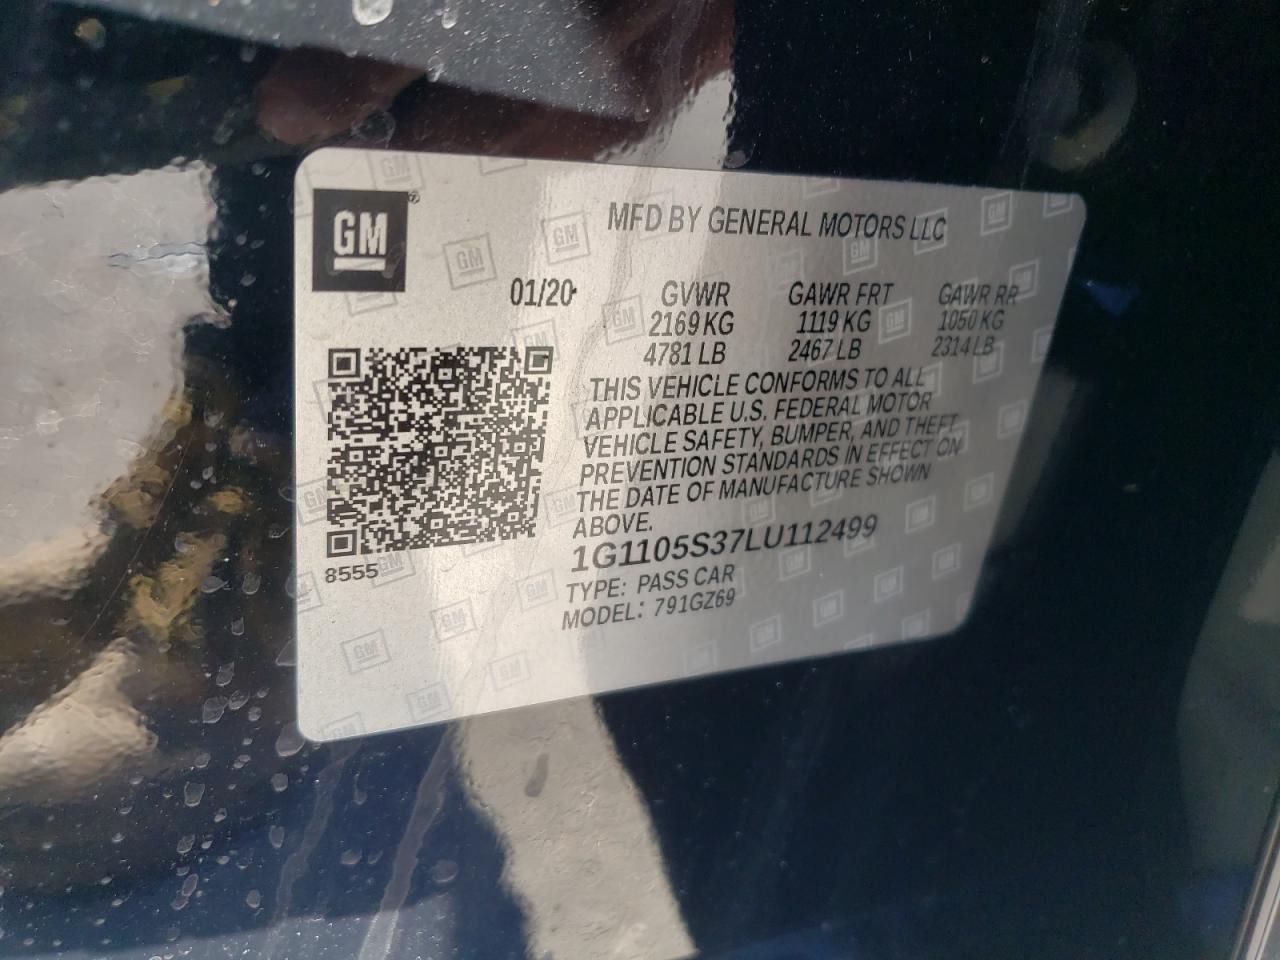 GM®
MFD BY GENERAL MOTORS LLC
01/20
GVWR GAWR FRT GAWR RR
2169 KG 1119 KG 1050 KG
4781 LB 2467 LB 2314 LB
THIS VEHICLE CONFORMS TO ALL
APPLICABLE U.S. FEDERAL MOTOR
VEHICLE SAFETY, BUMPER, AND THEFT
PREVENTION STANDARDS IN EFFECT ON
THE DATE OF MANUFACTURE SHOWN
ABOVE.
1G1105S37LU112499
8555
TYPE: PASS CAR
MODEL: 791GZ69